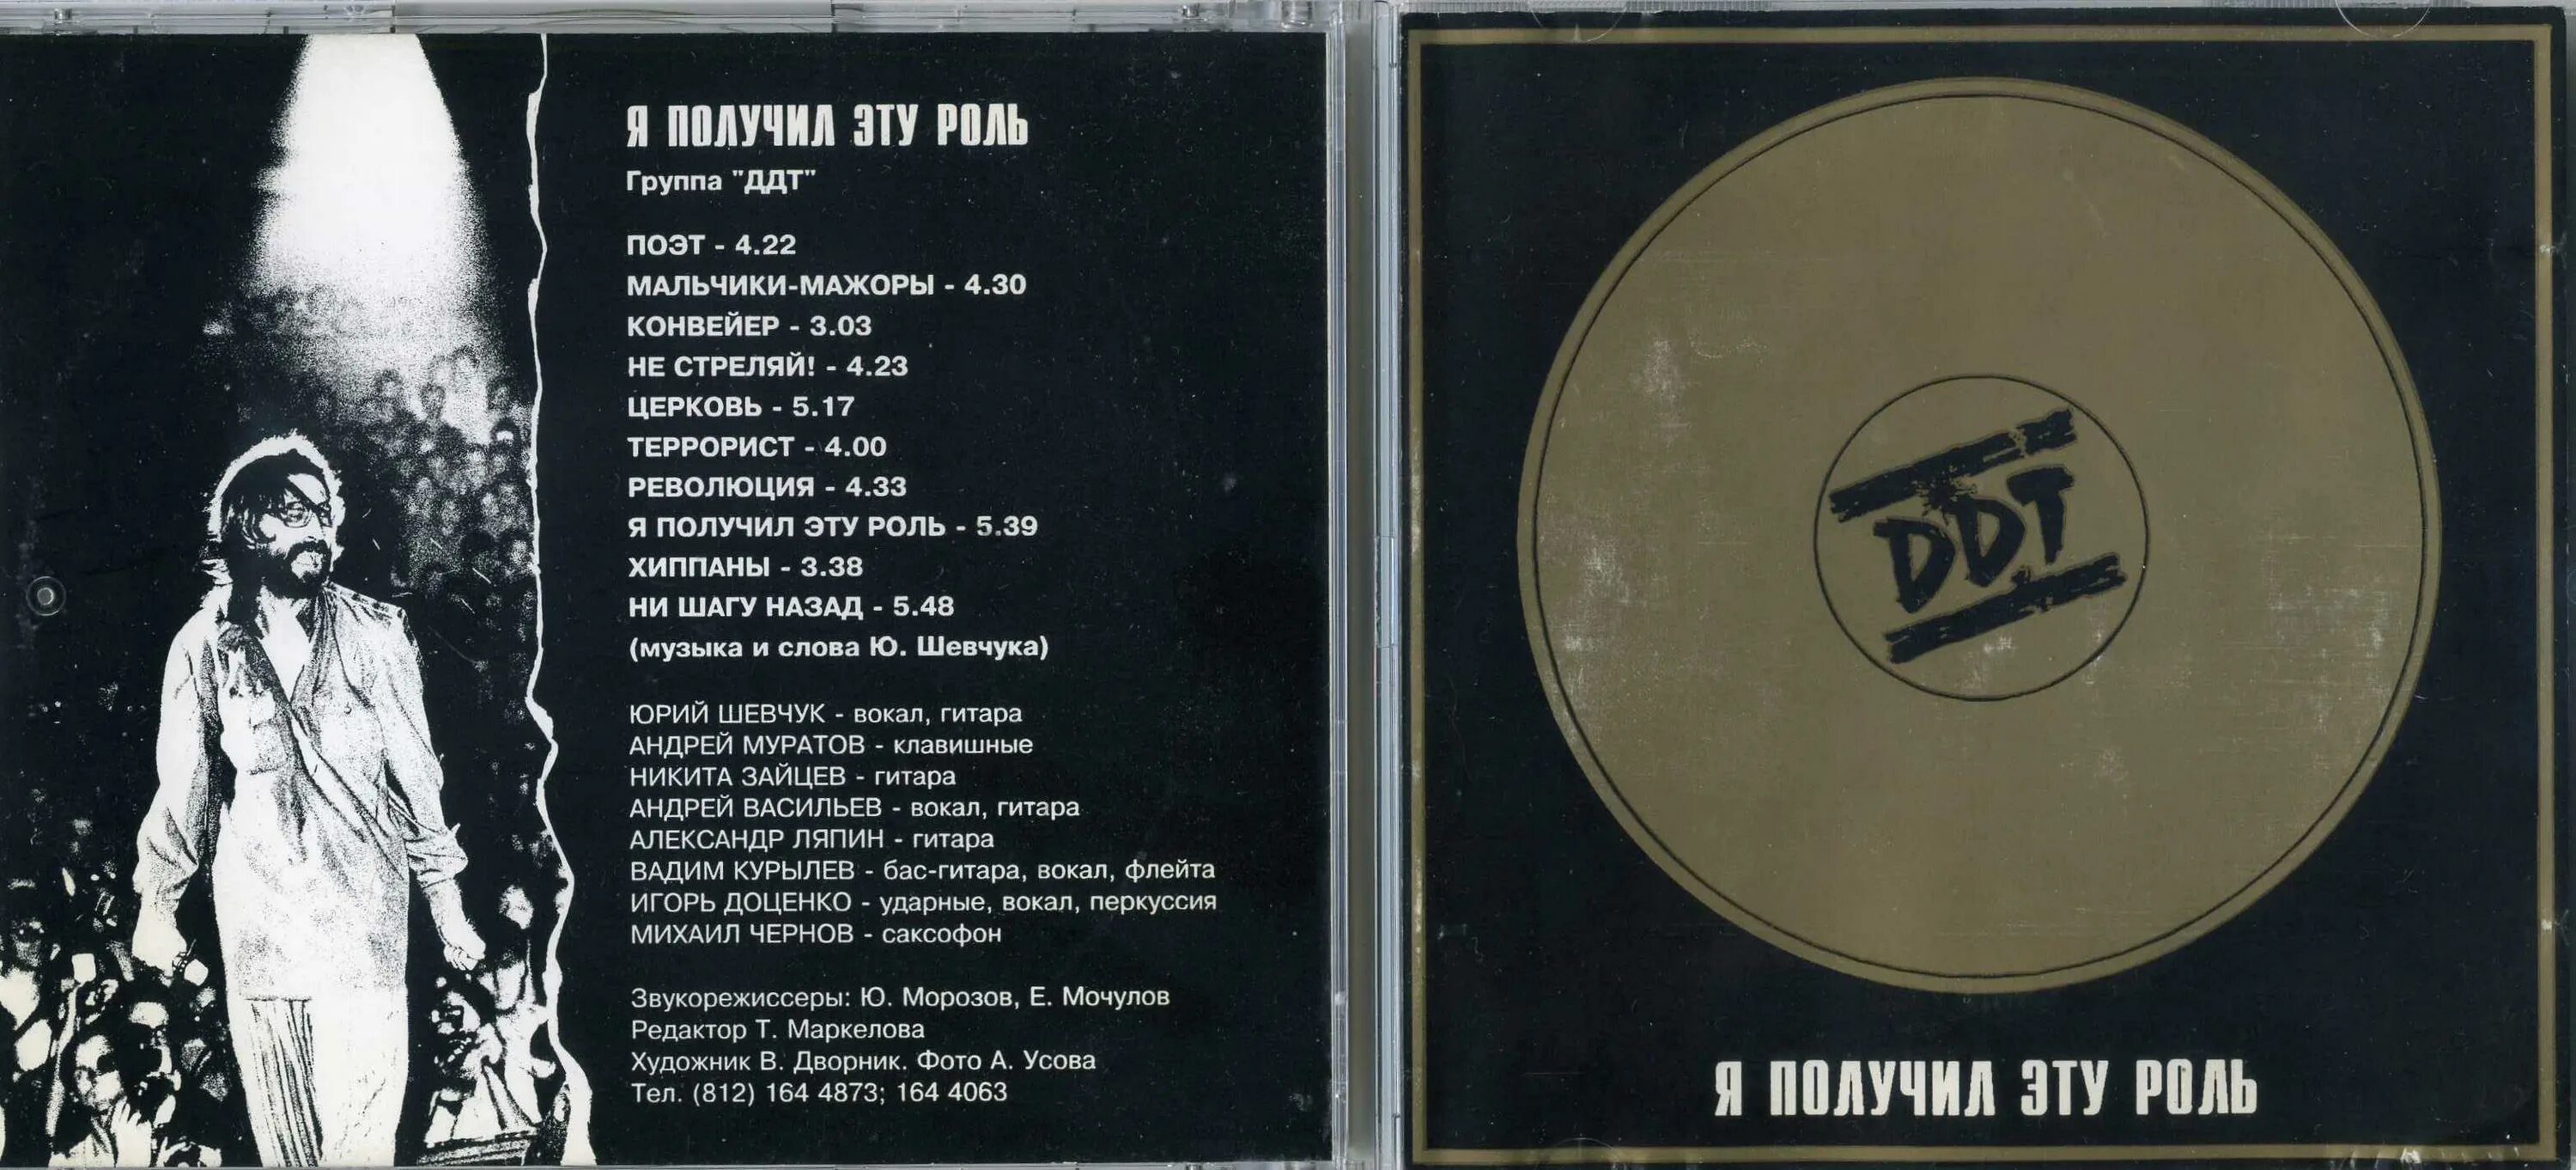 Я ПОЛУЧИЛ ЭТУ РОЛЬ
Группа "ДДТ"
ПОЭТ - 4.22
МАЛЬЧИКИ-МАЖОРЫ - 4.30
КОНВЕЙЕР - 3.03
НЕ СТРЕЛЯЙ! - 4.23
ЦЕРКОВЬ - 5.17
ТЕРРОРИСТ - 4.00
РЕВОЛЮЦИЯ - 4.33
Я ПОЛУЧИЛ ЭТУ РОЛЬ - 5.39
ХИППАНЫ - 3.38
НИ ШАГУ НАЗАД - 5.48
(музыка и слова Ю. Шевчука)
ЮРИЙ ШЕВЧУК - вокал, гитара
АНДРЕЙ МУРАТОВ - клавишные
НИКИТА ЗАЙЦЕВ - гитара
АНДРЕЙ ВАСИЛЬЕВ - вокал, гитара
АЛЕКСАНДР ЛЯПИН - гитара
ВАДИМ КУРЫЛЕВ - бас-гитара, вокал, флейта
ИГОРЬ ДОЦЕНКО - ударные, вокал, перкуссия
МИХАИЛ ЧЕРНОВ - саксофон
Звукорежиссеры: Ю. Морозов, Е. Мочулов
Редактор Т. Маркелова
Художник В. Дворник. Фото А. Усова
Тел. (812) 164 4873; 164 4063
DDT
Я ПОЛУЧИЛ ЭТУ РОЛЬ